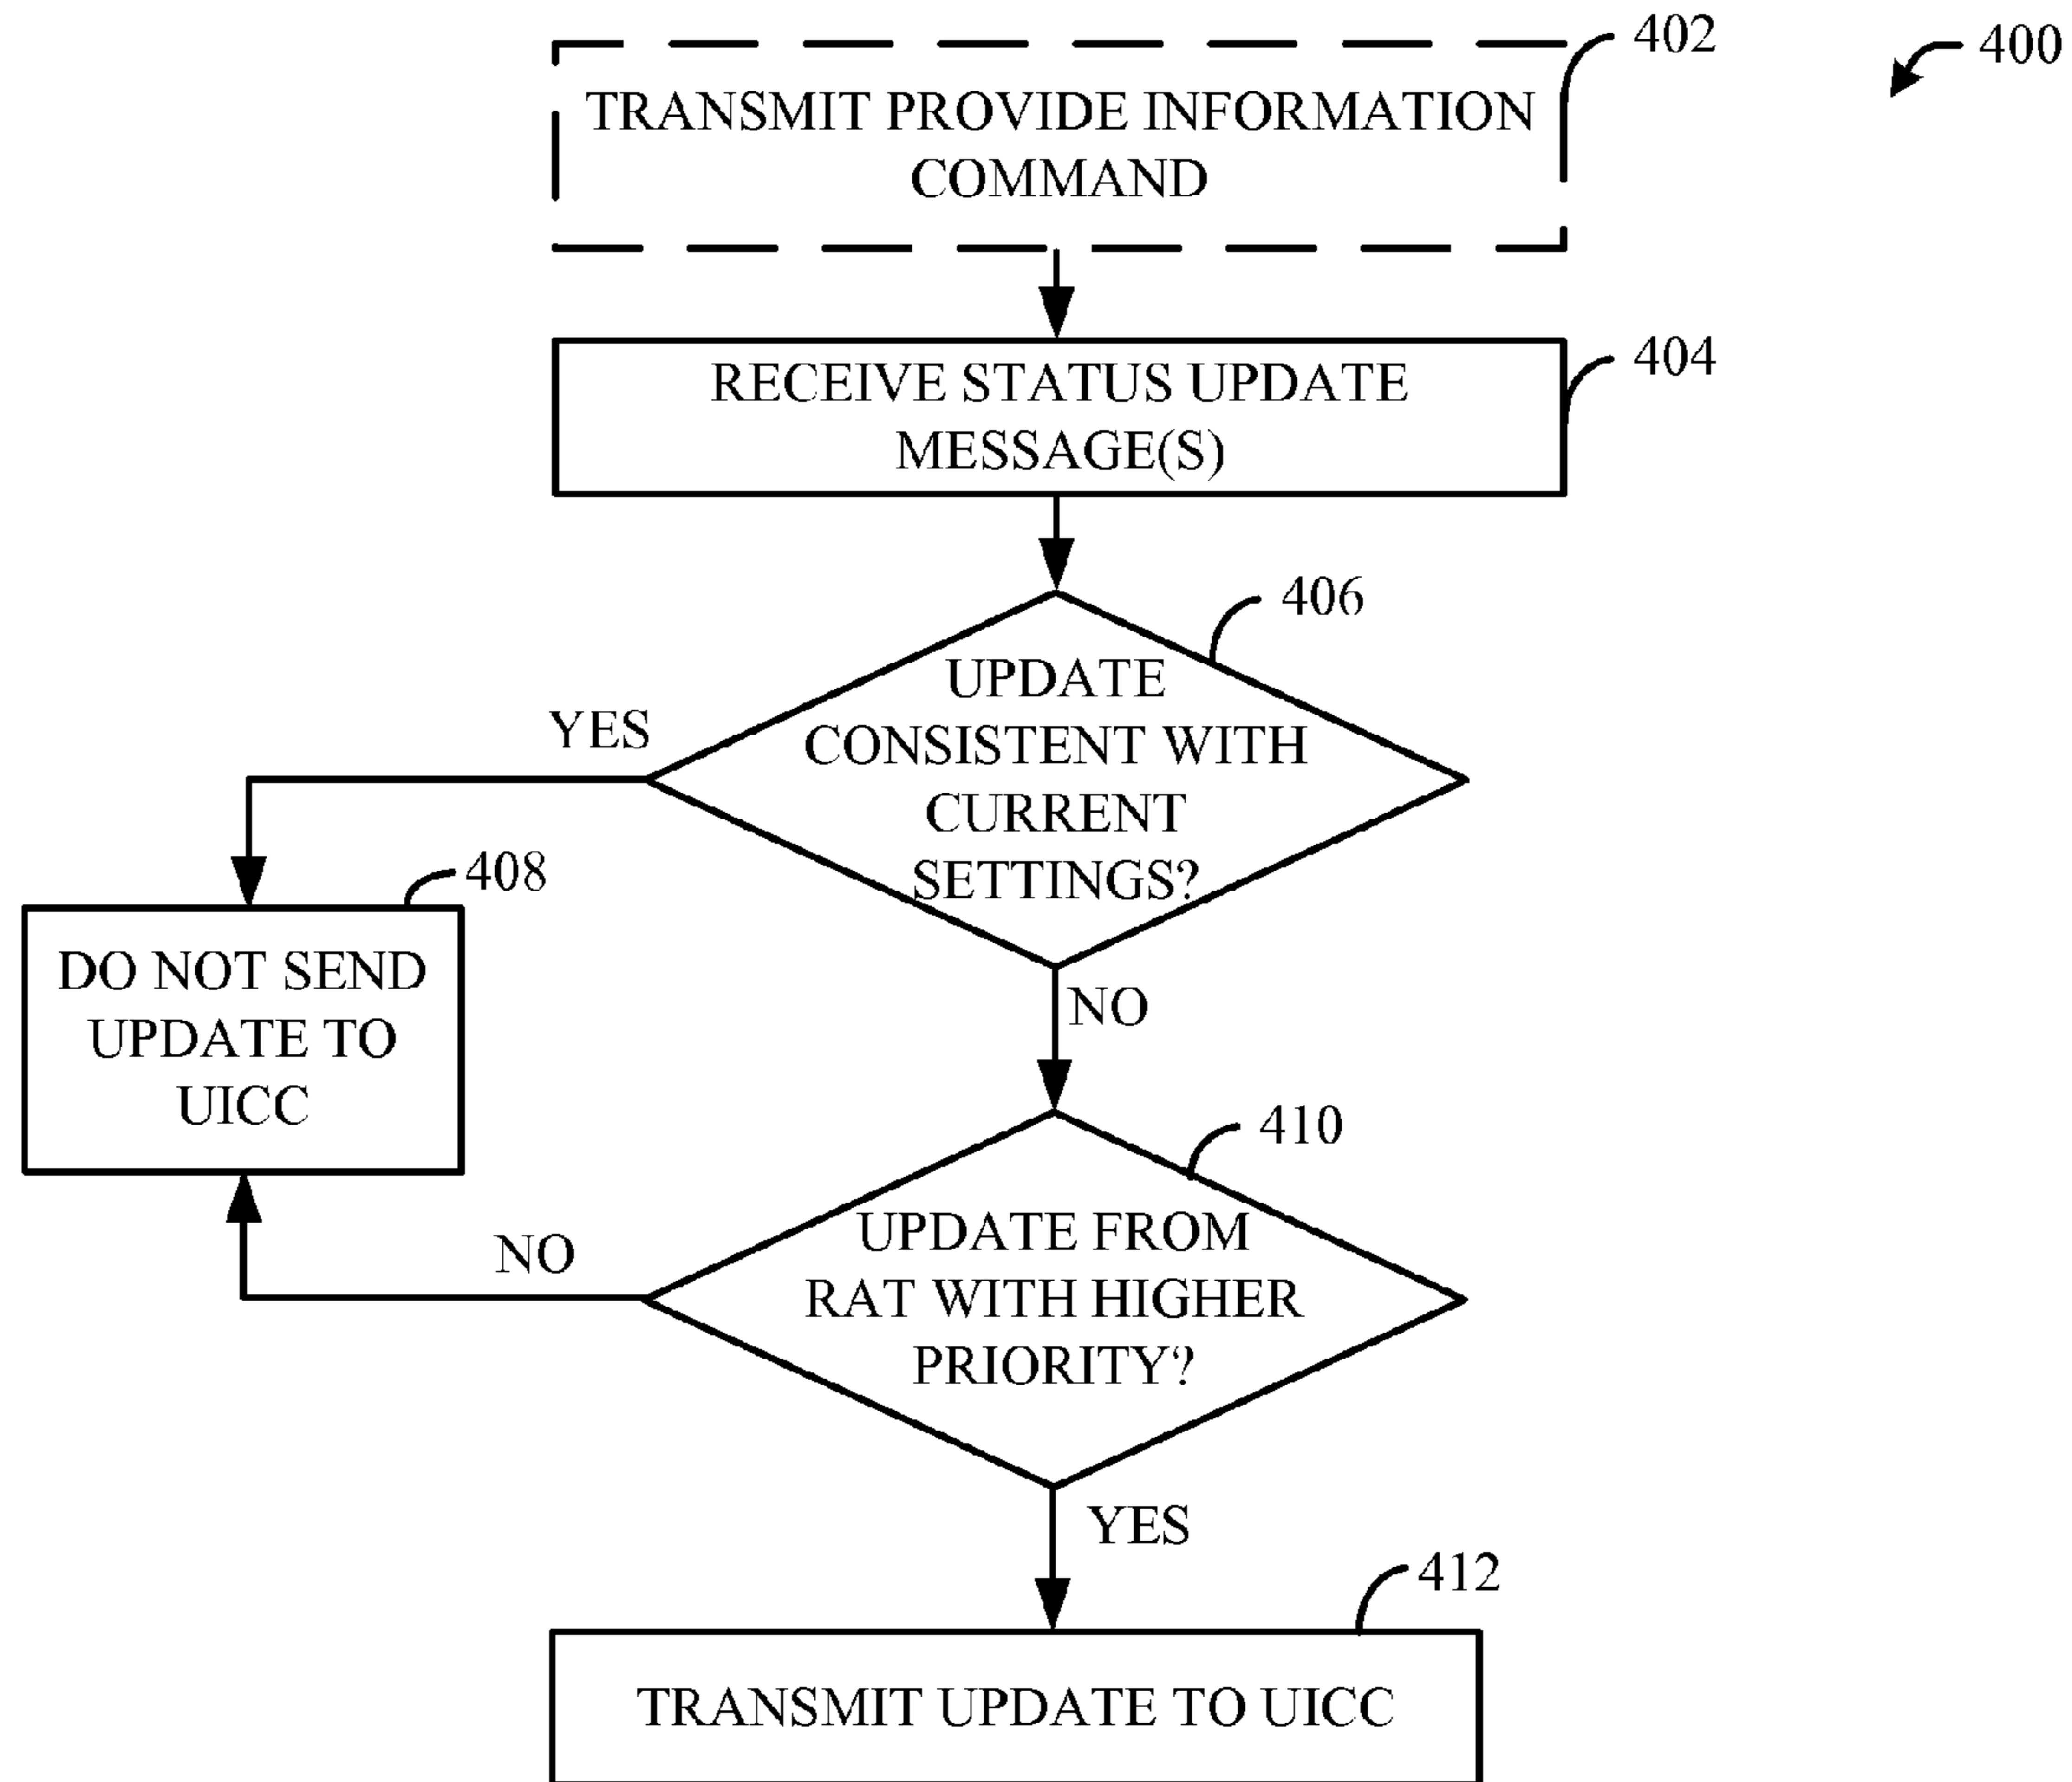 402
400
TRANSMIT PROVIDE INFORMATION
COMMAND
404
RECEIVE STATUS UPDATE
MESSAGE(S)
406
UPDATE
CONSISTENT WITH
CURRENT
SETTINGS?
YES
408
DO NOT SEND
UPDATE TO
UICC
NO
410
UPDATE FROM
RAT WITH HIGHER
PRIORITY?
NO
YES
412
TRANSMIT UPDATE TO UICC